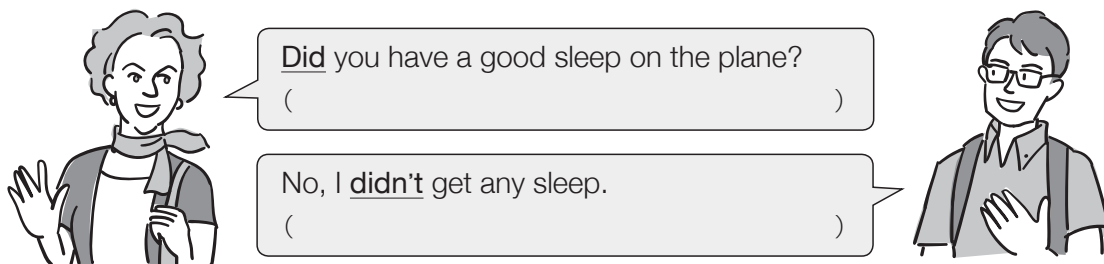 Did you have a good sleep on the plane?
( )
No, I didn't get any sleep.
( )